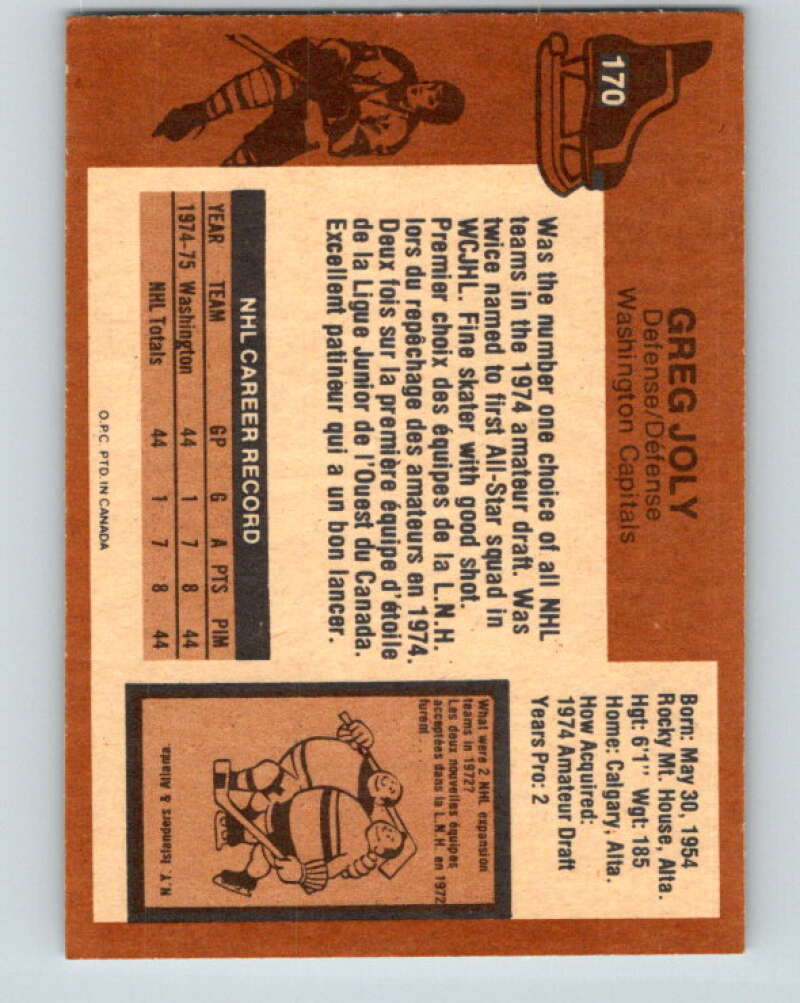 170
GREG JOLY
Defense/Défense
Washington Capitals
Born: May 30, 1954
Rocky Mt. House, Alta.
Hgt: 6'1" Wgt: 185
Home: Calgary, Alta.
How Acquired:
1974 Amateur Draft
Years Pro: 2
Was the number one choice of all NHL
teams in the 1974 amateur draft. Was
twice named to first All-Star squad in
WCJHL. Fine skater with good shot.
Premier choix des équipes de la L.N.H.
lors du repêchage des amateurs en 1974.
Deux fois sur la première équipe d'étoile
de la Ligue Junior de l'Ouest du Canada.
Excellent patineur qui a un bon lancer.
NHL CAREER RECORD
YEAR TEAM GP G A PTS PIM
1974-75 Washington 44 1 7 8 44
NHL Totals 44 1 7 8 44
What were 2 NHL expansion
teams in 1972?
Les deux nouvelles équipes
acceptées dans la L.N.H. en 1972
furent . . .
N.Y. Islanders & Atlanta.
O.P.C. PTD. IN CANADA